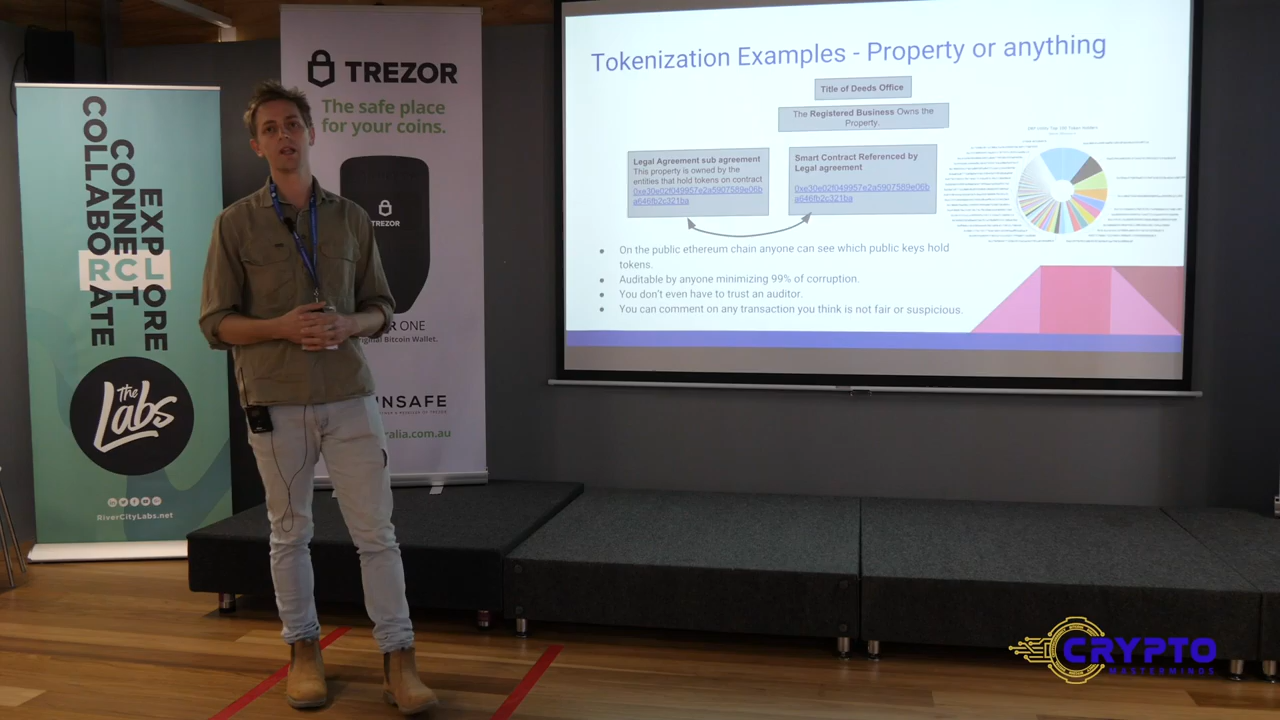 COLLABORATE
CONNECT
EXPLORE
The
Labs
RiverCityLabs.net
TREZOR
The safe place
for your coins.
TREZOR
ONE
Bitcoin Wallet.
Tokenization Examples - Property or anything
Title of Deeds Office
The Registered Business Owns the
Property.
Legal Agreement sub agreement
This property is owned by the
entities that hold tokens on contract
0xe30e02f049957e2a5907589e06b
a646fb2c321ba
Smart Contract Referenced by
Legal agreement
0xe30e02f049957e2a5907589e06b
a646fb2c321ba
On the public ethereum chain anyone can see which public keys hold
tokens.
Auditable by anyone minimizing 99% of corruption.
You don't even have to trust an auditor.
You can comment on any transaction you think is not fair or suspicious.
CRYPTO
MASTERMINDS